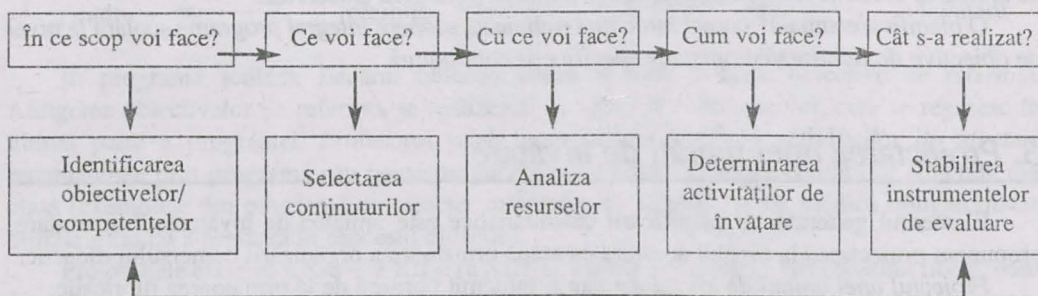 În ce scop voi face?
Ce voi face?
Cu ce voi face?
Cum voi face?
Cât s-a realizat?
Identificarea
obiectivelor/
competențelor
Selectarea
conținuturilor
Analiza
resurselor
Determinarea
activităților de
învățare
Stabilirea
instrumentelor
de evaluare